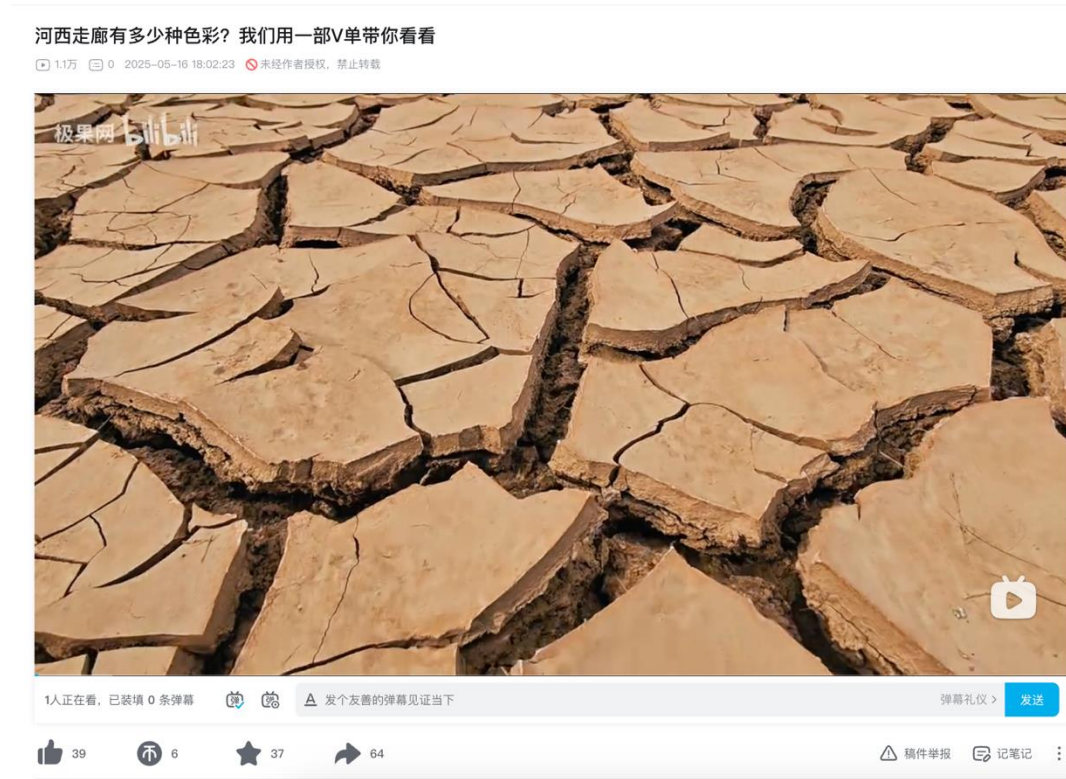 河西走廊有多少种色彩？我们用一部V单带你看看
1.1万 0 2025-05-16 18:02:23 未经作者授权，禁止转载
极果网 bilibili
1人正在看，已装填 0 条弹幕 弹 弹 A 发个友善的弹幕见证当下 弹幕礼仪 > 发送
39 6 37 64 稿件举报 记笔记